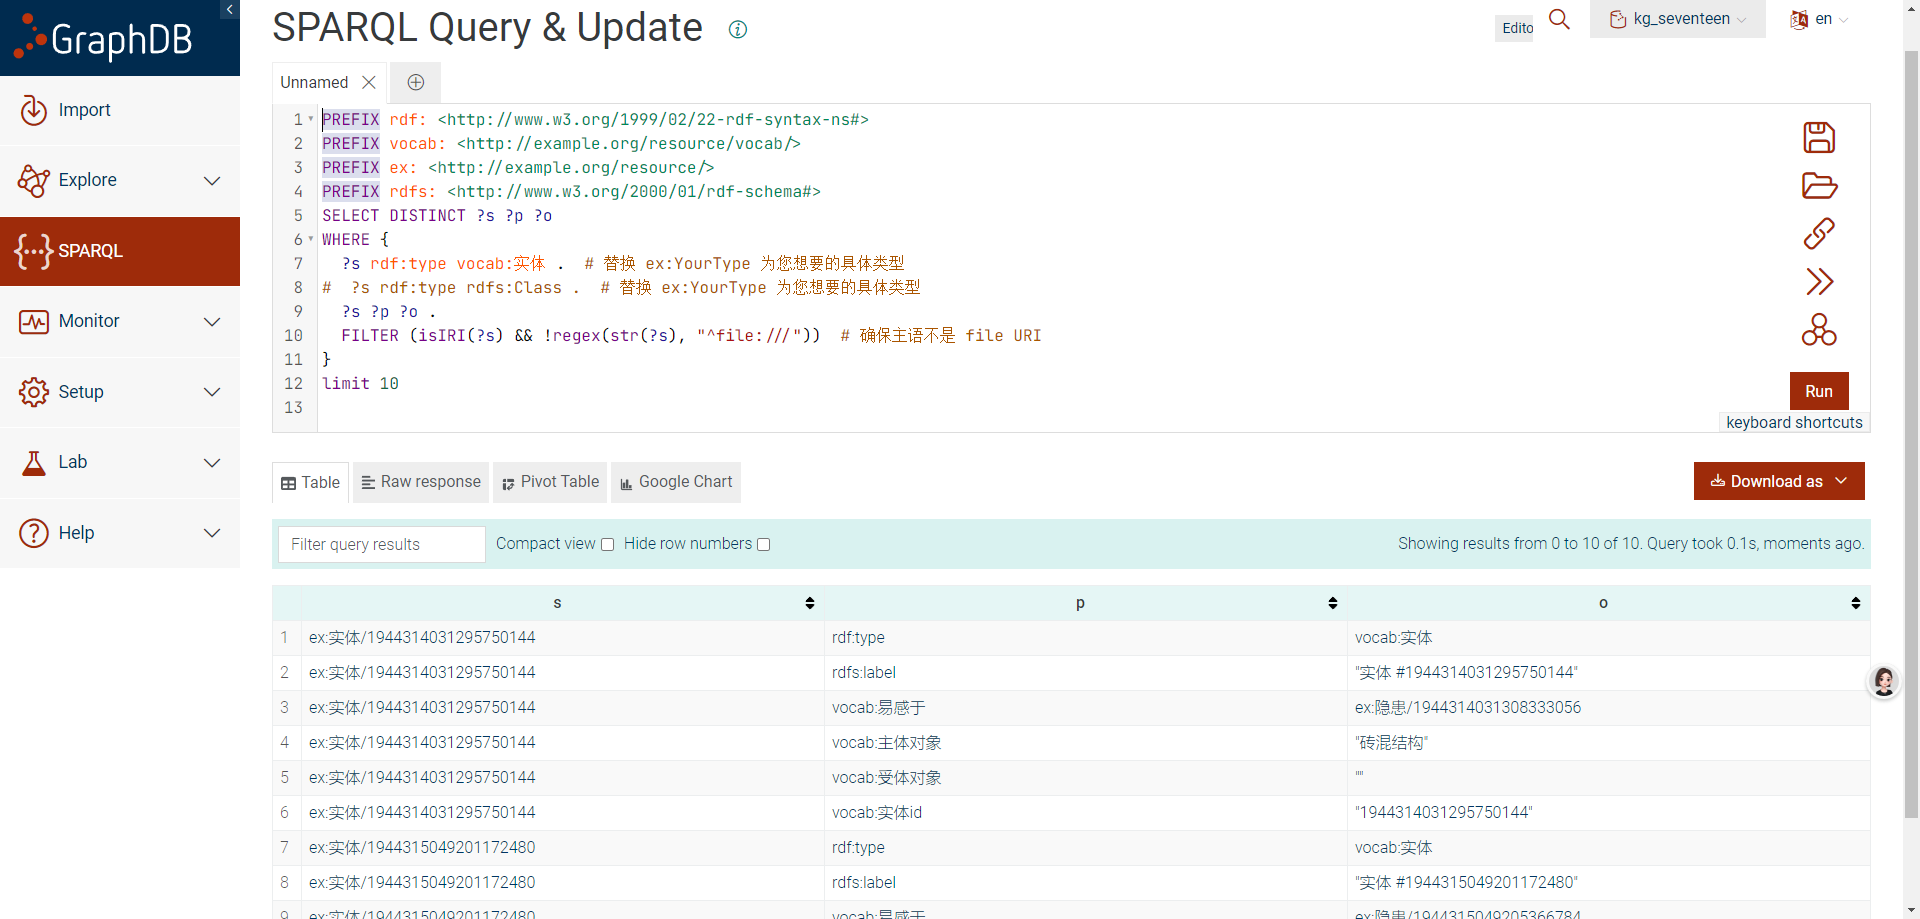 GraphDB
SPARQL Query & Update
Edito
kg_seventeen
en
Import
Explore
SPARQL
Monitor
Setup
Lab
Help
Unnamed
1 PREFIX rdf: <http://www.w3.org/1999/02/22-rdf-syntax-ns#>
2 PREFIX vocab: <http://example.org/resource/vocab/>
3 PREFIX ex: <http://example.org/resource/>
4 PREFIX rdfs: <http://www.w3.org/2000/01/rdf-schema#>
5 SELECT DISTINCT ?s ?p ?o
6 WHERE {
7 ?s rdf:type vocab:实体 . # 替换 ex:YourType 为您想要的具体类型
8 # ?s rdf:type rdfs:Class . # 替换 ex:YourType 为您想要的具体类型
9 ?s ?p ?o .
10 FILTER (isIRI(?s) && !regex(str(?s), "^file:///")) # 确保主语不是 file URI
11 }
12 limit 10
13
Run
keyboard shortcuts
Table
Raw response
Pivot Table
Google Chart
Download as
Filter query results
Compact view
Hide row numbers
Showing results from 0 to 10 of 10. Query took 0.1s, moments ago.
s p o
1 ex:实体/1944314031295750144 rdf:type vocab:实体
2 ex:实体/1944314031295750144 rdfs:label "实体 #1944314031295750144"
3 ex:实体/1944314031295750144 vocab:易感于 ex:隐患/1944314031308333056
4 ex:实体/1944314031295750144 vocab:主体对象 "砖混结构"
5 ex:实体/1944314031295750144 vocab:受体对象 ""
6 ex:实体/1944314031295750144 vocab:实体id "1944314031295750144"
7 ex:实体/1944315049201172480 rdf:type vocab:实体
8 ex:实体/1944315049201172480 rdfs:label "实体 #1944315049201172480"
9 ex:实体/1944315049201172480 vocab:易感于 ex:隐患/1944315049205366784